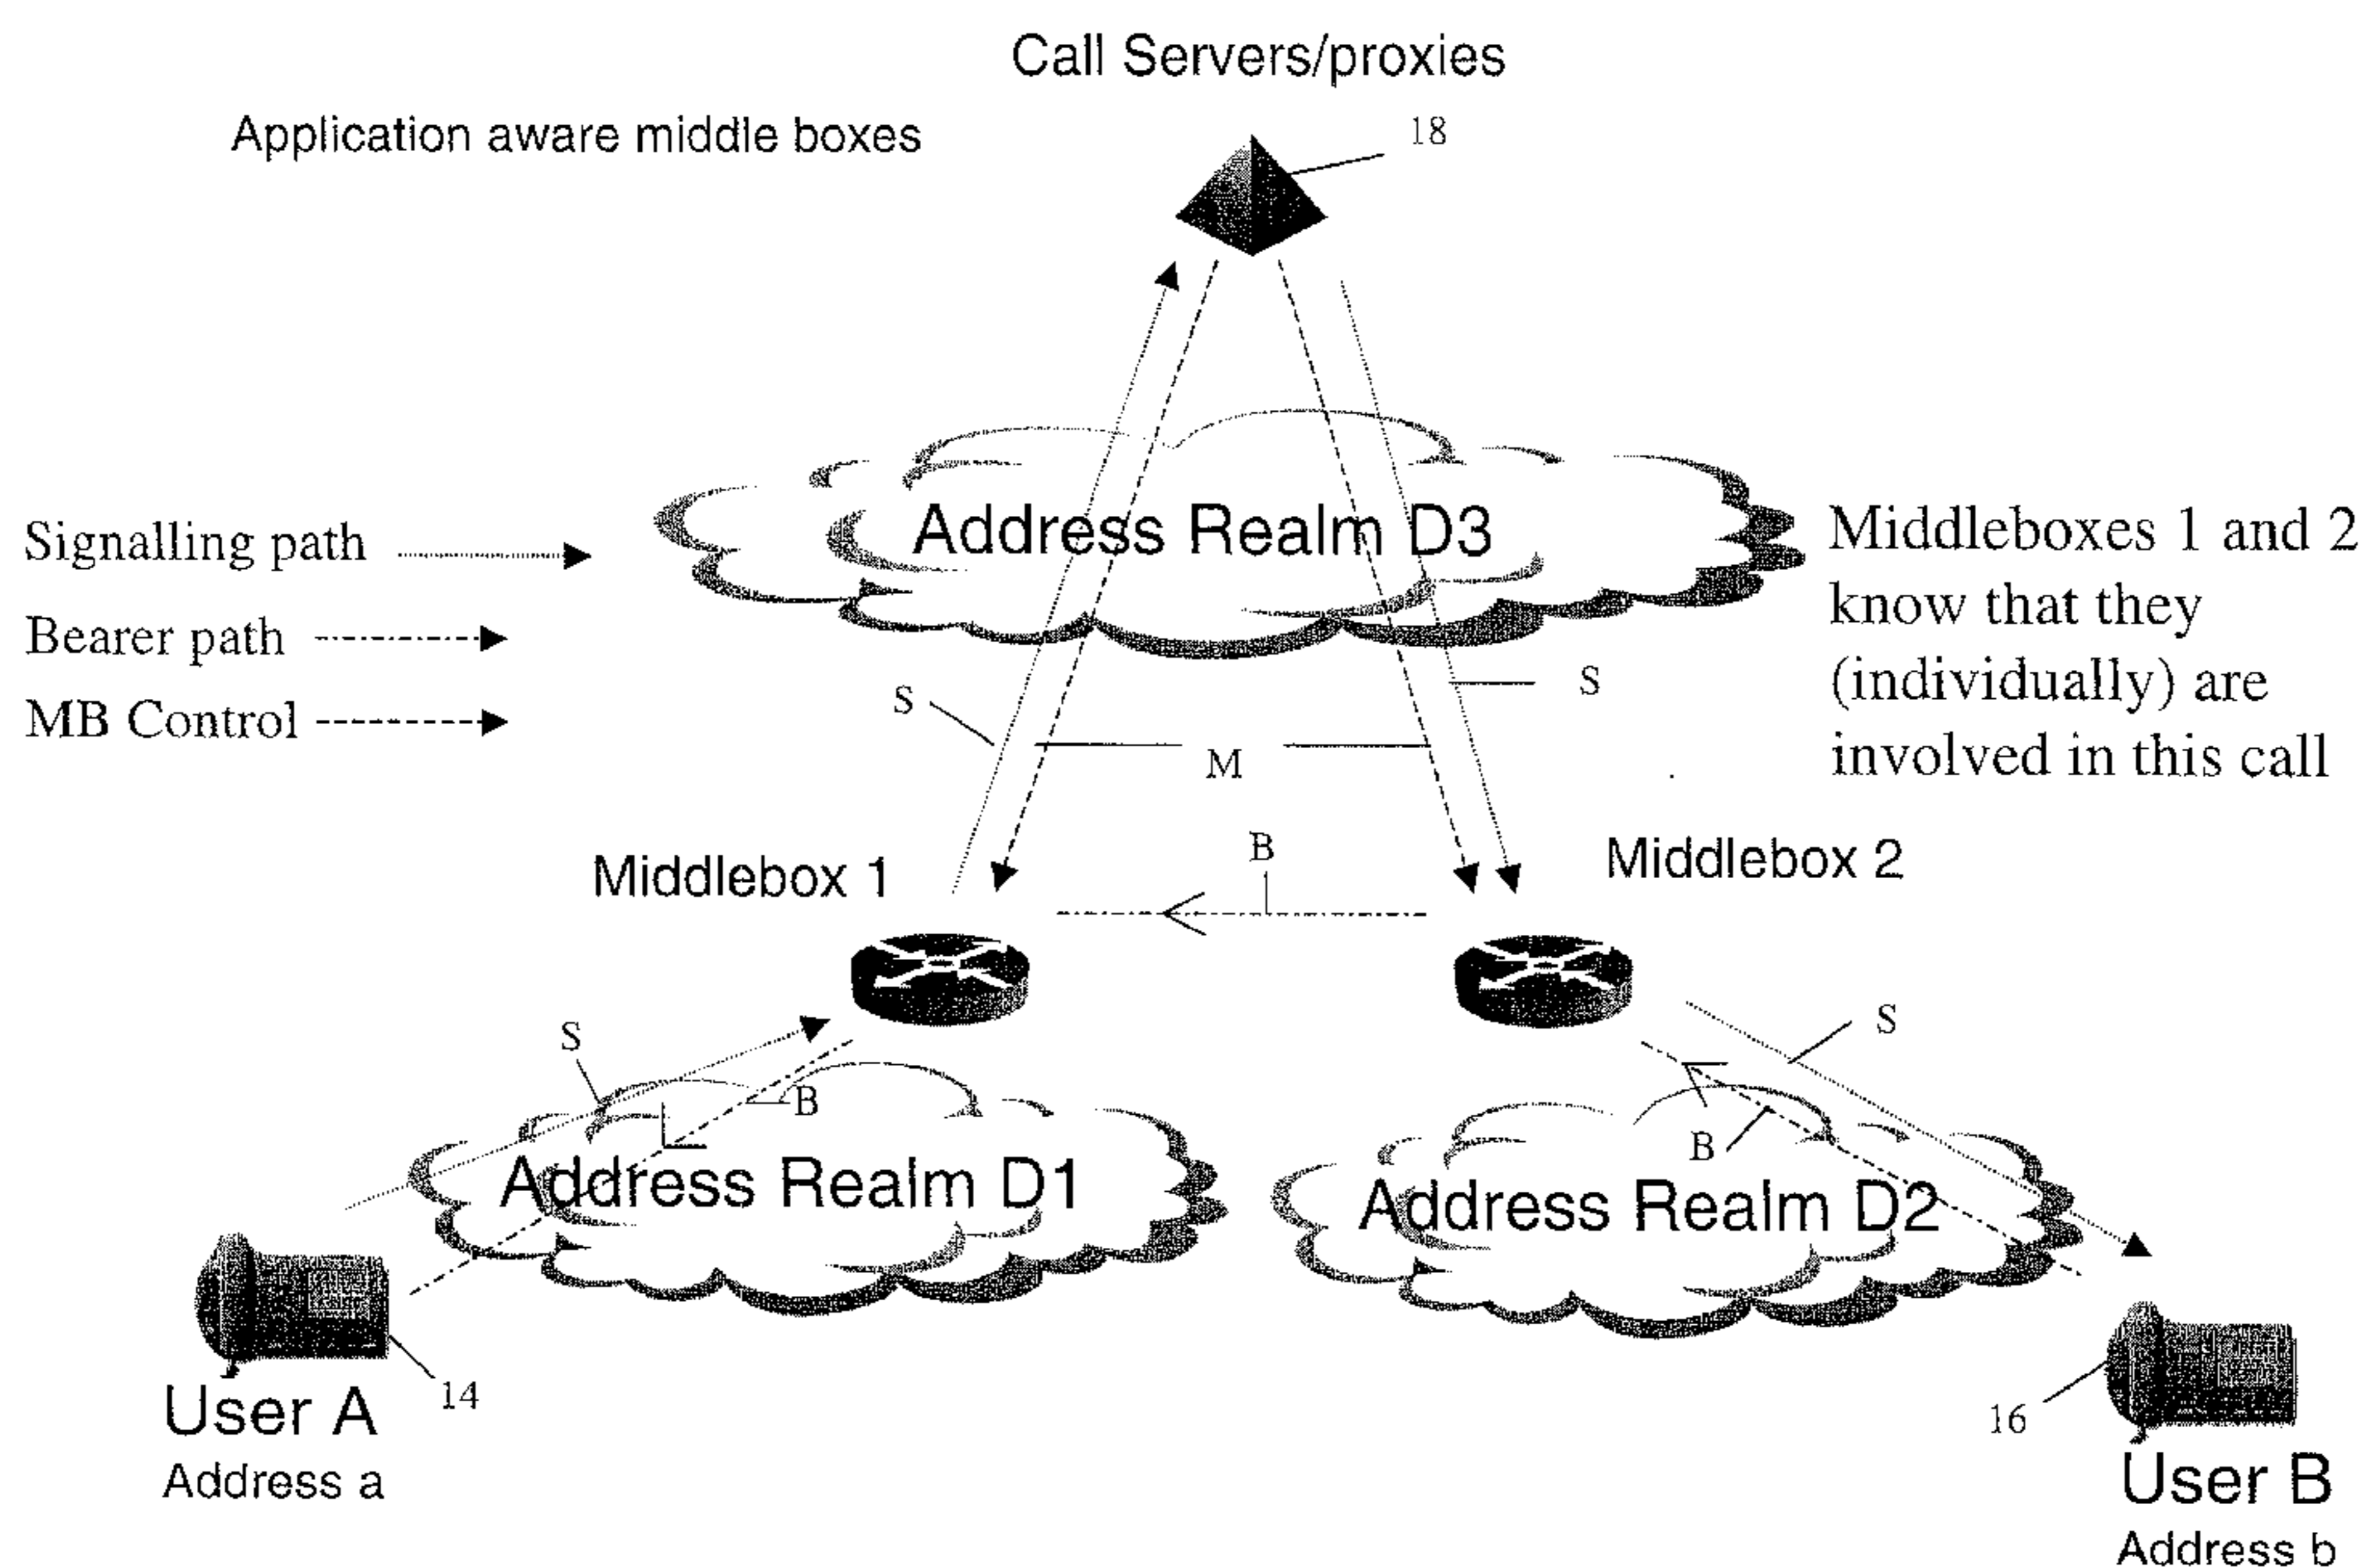 Call Servers/proxies
Application aware middle boxes
18
Address Realm D3
Signalling path
Bearer path
MB Control
Middleboxes 1 and 2
know that they
(individually) are
involved in this call
S
S
M
B
Middlebox 1
Middlebox 2
S
S
B
B
Address Realm D1
Address Realm D2
14
16
User A
Address a
User B
Address b